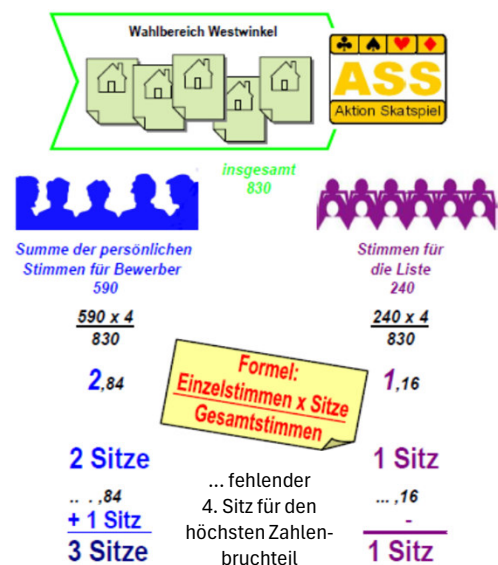 Wahlbereich Westwinkel
ASS
Aktion Skatspiel
insgesamt
830
Summe der persönlichen
Stimmen für Bewerber
590
590 x 4
830
2,84
2 Sitze
.. . ,84
+ 1 Sitz
3 Sitze
Formel:
Einzelstimmen x Sitze
Gesamtstimmen
... fehlender
4. Sitz für den
höchsten Zahlen-
bruchteil
Stimmen für
die Liste
240
240 x 4
830
1,16
1 Sitz
... ,16
-
1 Sitz